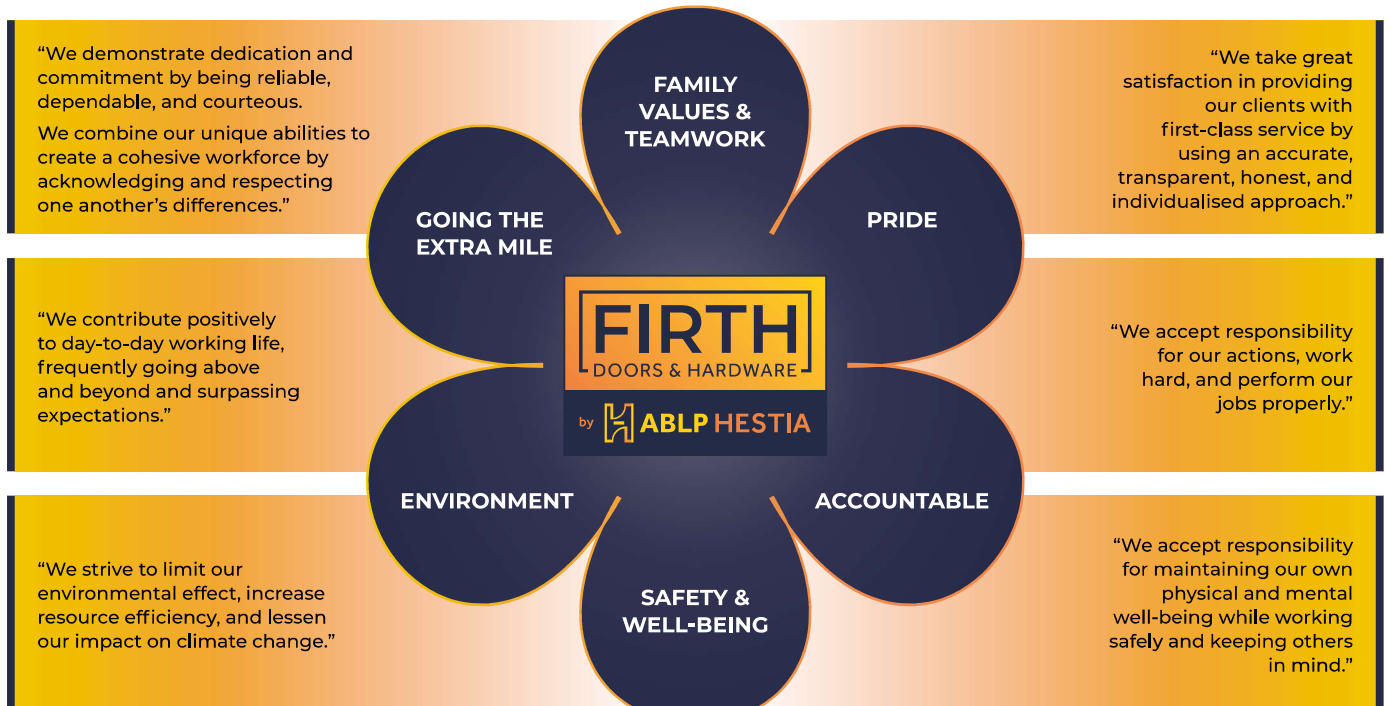 “We demonstrate dedication and
commitment by being reliable,
dependable, and courteous.
We combine our unique abilities to
create a cohesive workforce by
acknowledging and respecting
one another’s differences.”
FAMILY
VALUES &
TEAMWORK
“We take great
satisfaction in providing
our clients with
first-class service by
using an accurate,
transparent, honest, and
individualised approach.”
GOING THE
EXTRA MILE
PRIDE
“We contribute positively
to day-to-day working life,
frequently going above
and beyond and surpassing
expectations.”
FIRTH
DOORS & HARDWARE
by ABLP HESTIA
“We accept responsibility
for our actions, work
hard, and perform our
jobs properly.”
ENVIRONMENT
ACCOUNTABLE
“We strive to limit our
environmental effect, increase
resource efficiency, and lessen
our impact on climate change.”
SAFETY &
WELL-BEING
“We accept responsibility
for maintaining our own
physical and mental
well-being while working
safely and keeping others
in mind.”